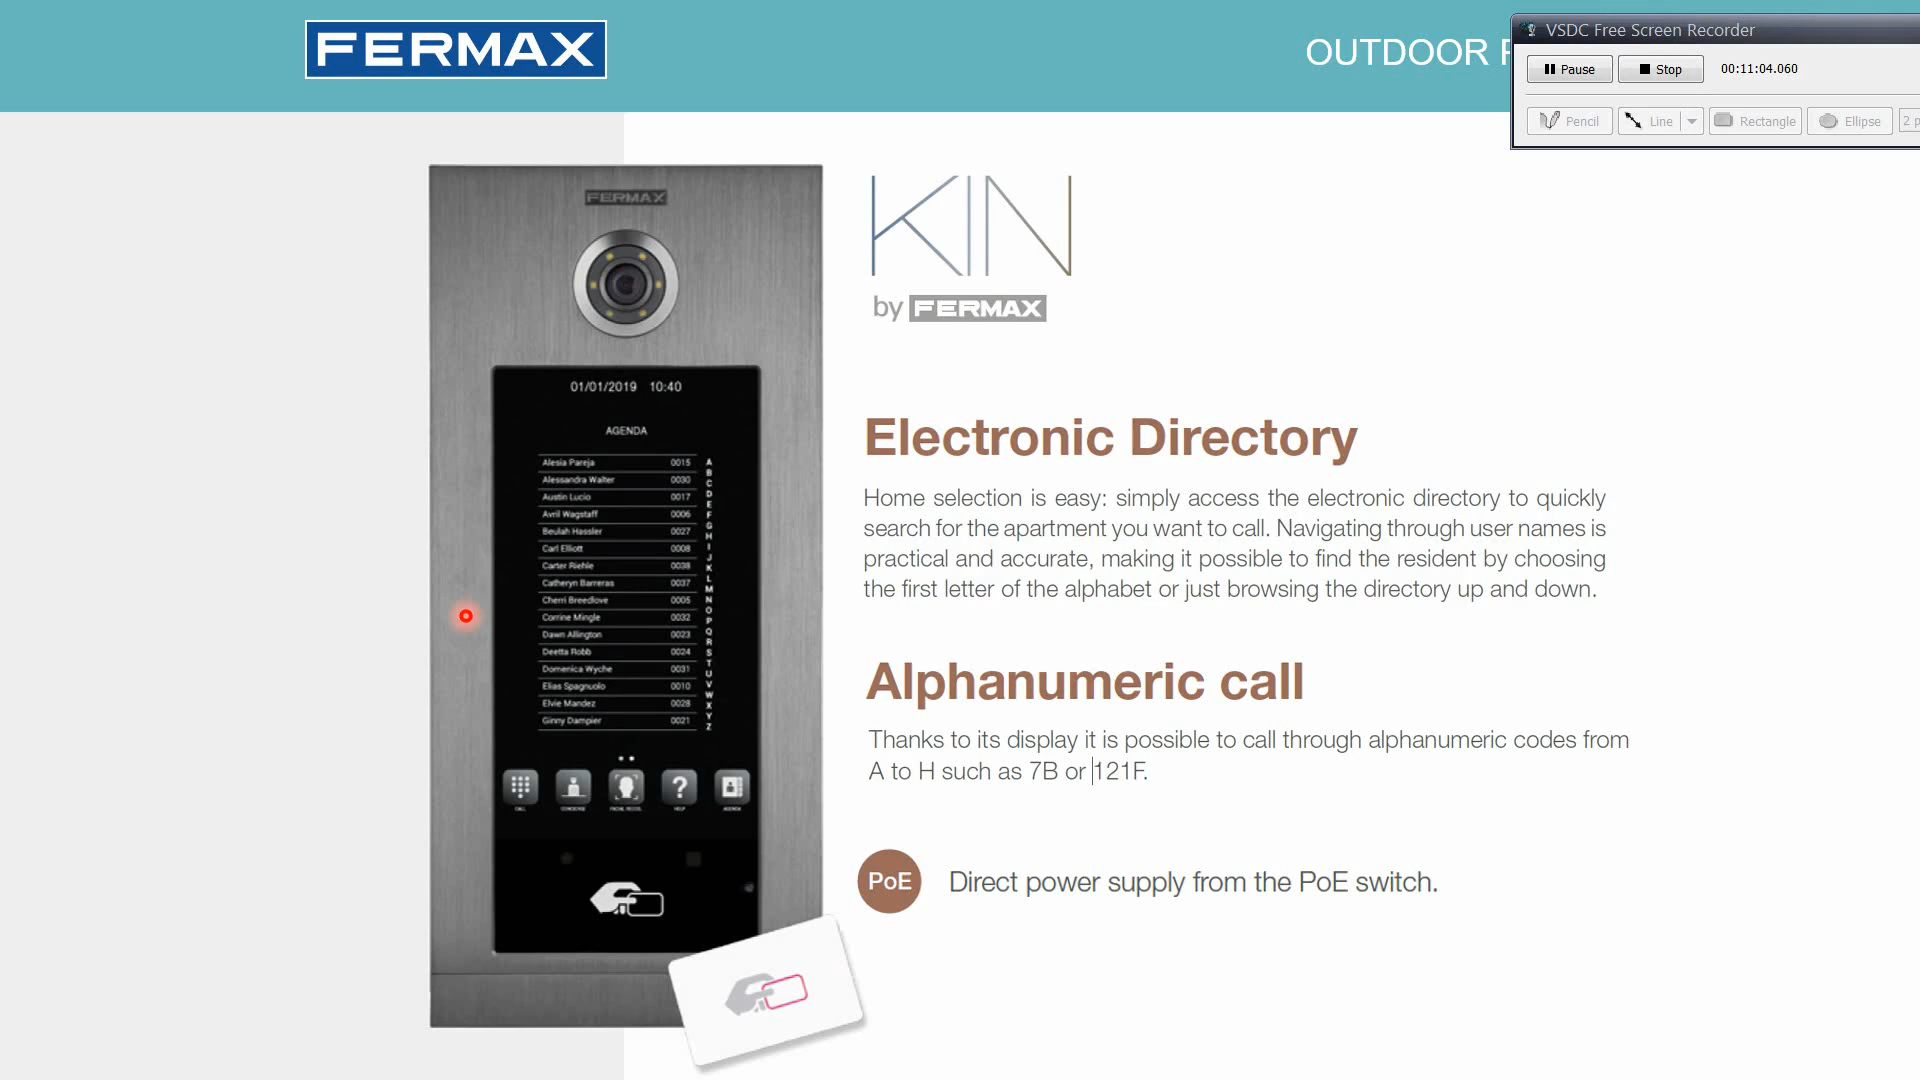 FERMAX
OUTDOOR
VSDC Free Screen Recorder
Pause
Stop
00:11:04.060
Pencil
Line
Rectangle
Ellipse
2 p
FERMAX
KIN
by FERMAX
01/01/2019 10:40
AGENDA
Alesia Pareja 0015
Alessandra Walter 0030
Austin Lucio 0017
Avril Wagstaff 0006
Beulah Hassler 0027
Carl Elliott 0008
Carter Riehle 0038
Catheryn Barreras 0037
Cherri Breedlove 0005
Corrine Mingle 0032
Dawn Allington 0023
Deetta Robb 0024
Domenica Wyche 0031
Elias Spagnuolo 0010
Elvie Mandez 0028
Ginny Dampier 0021
A
B
C
D
E
F
G
H
I
J
K
L
M
N
O
P
Q
R
S
T
U
V
W
X
Y
Z
CALL
CONCIERGE
FACIAL RECOG.
HELP
AGENDA
Electronic Directory
Home selection is easy: simply access the electronic directory to quickly
search for the apartment you want to call. Navigating through user names is
practical and accurate, making it possible to find the resident by choosing
the first letter of the alphabet or just browsing the directory up and down.
Alphanumeric call
Thanks to its display it is possible to call through alphanumeric codes from
A to H such as 7B or 121F.
PoE
Direct power supply from the PoE switch.